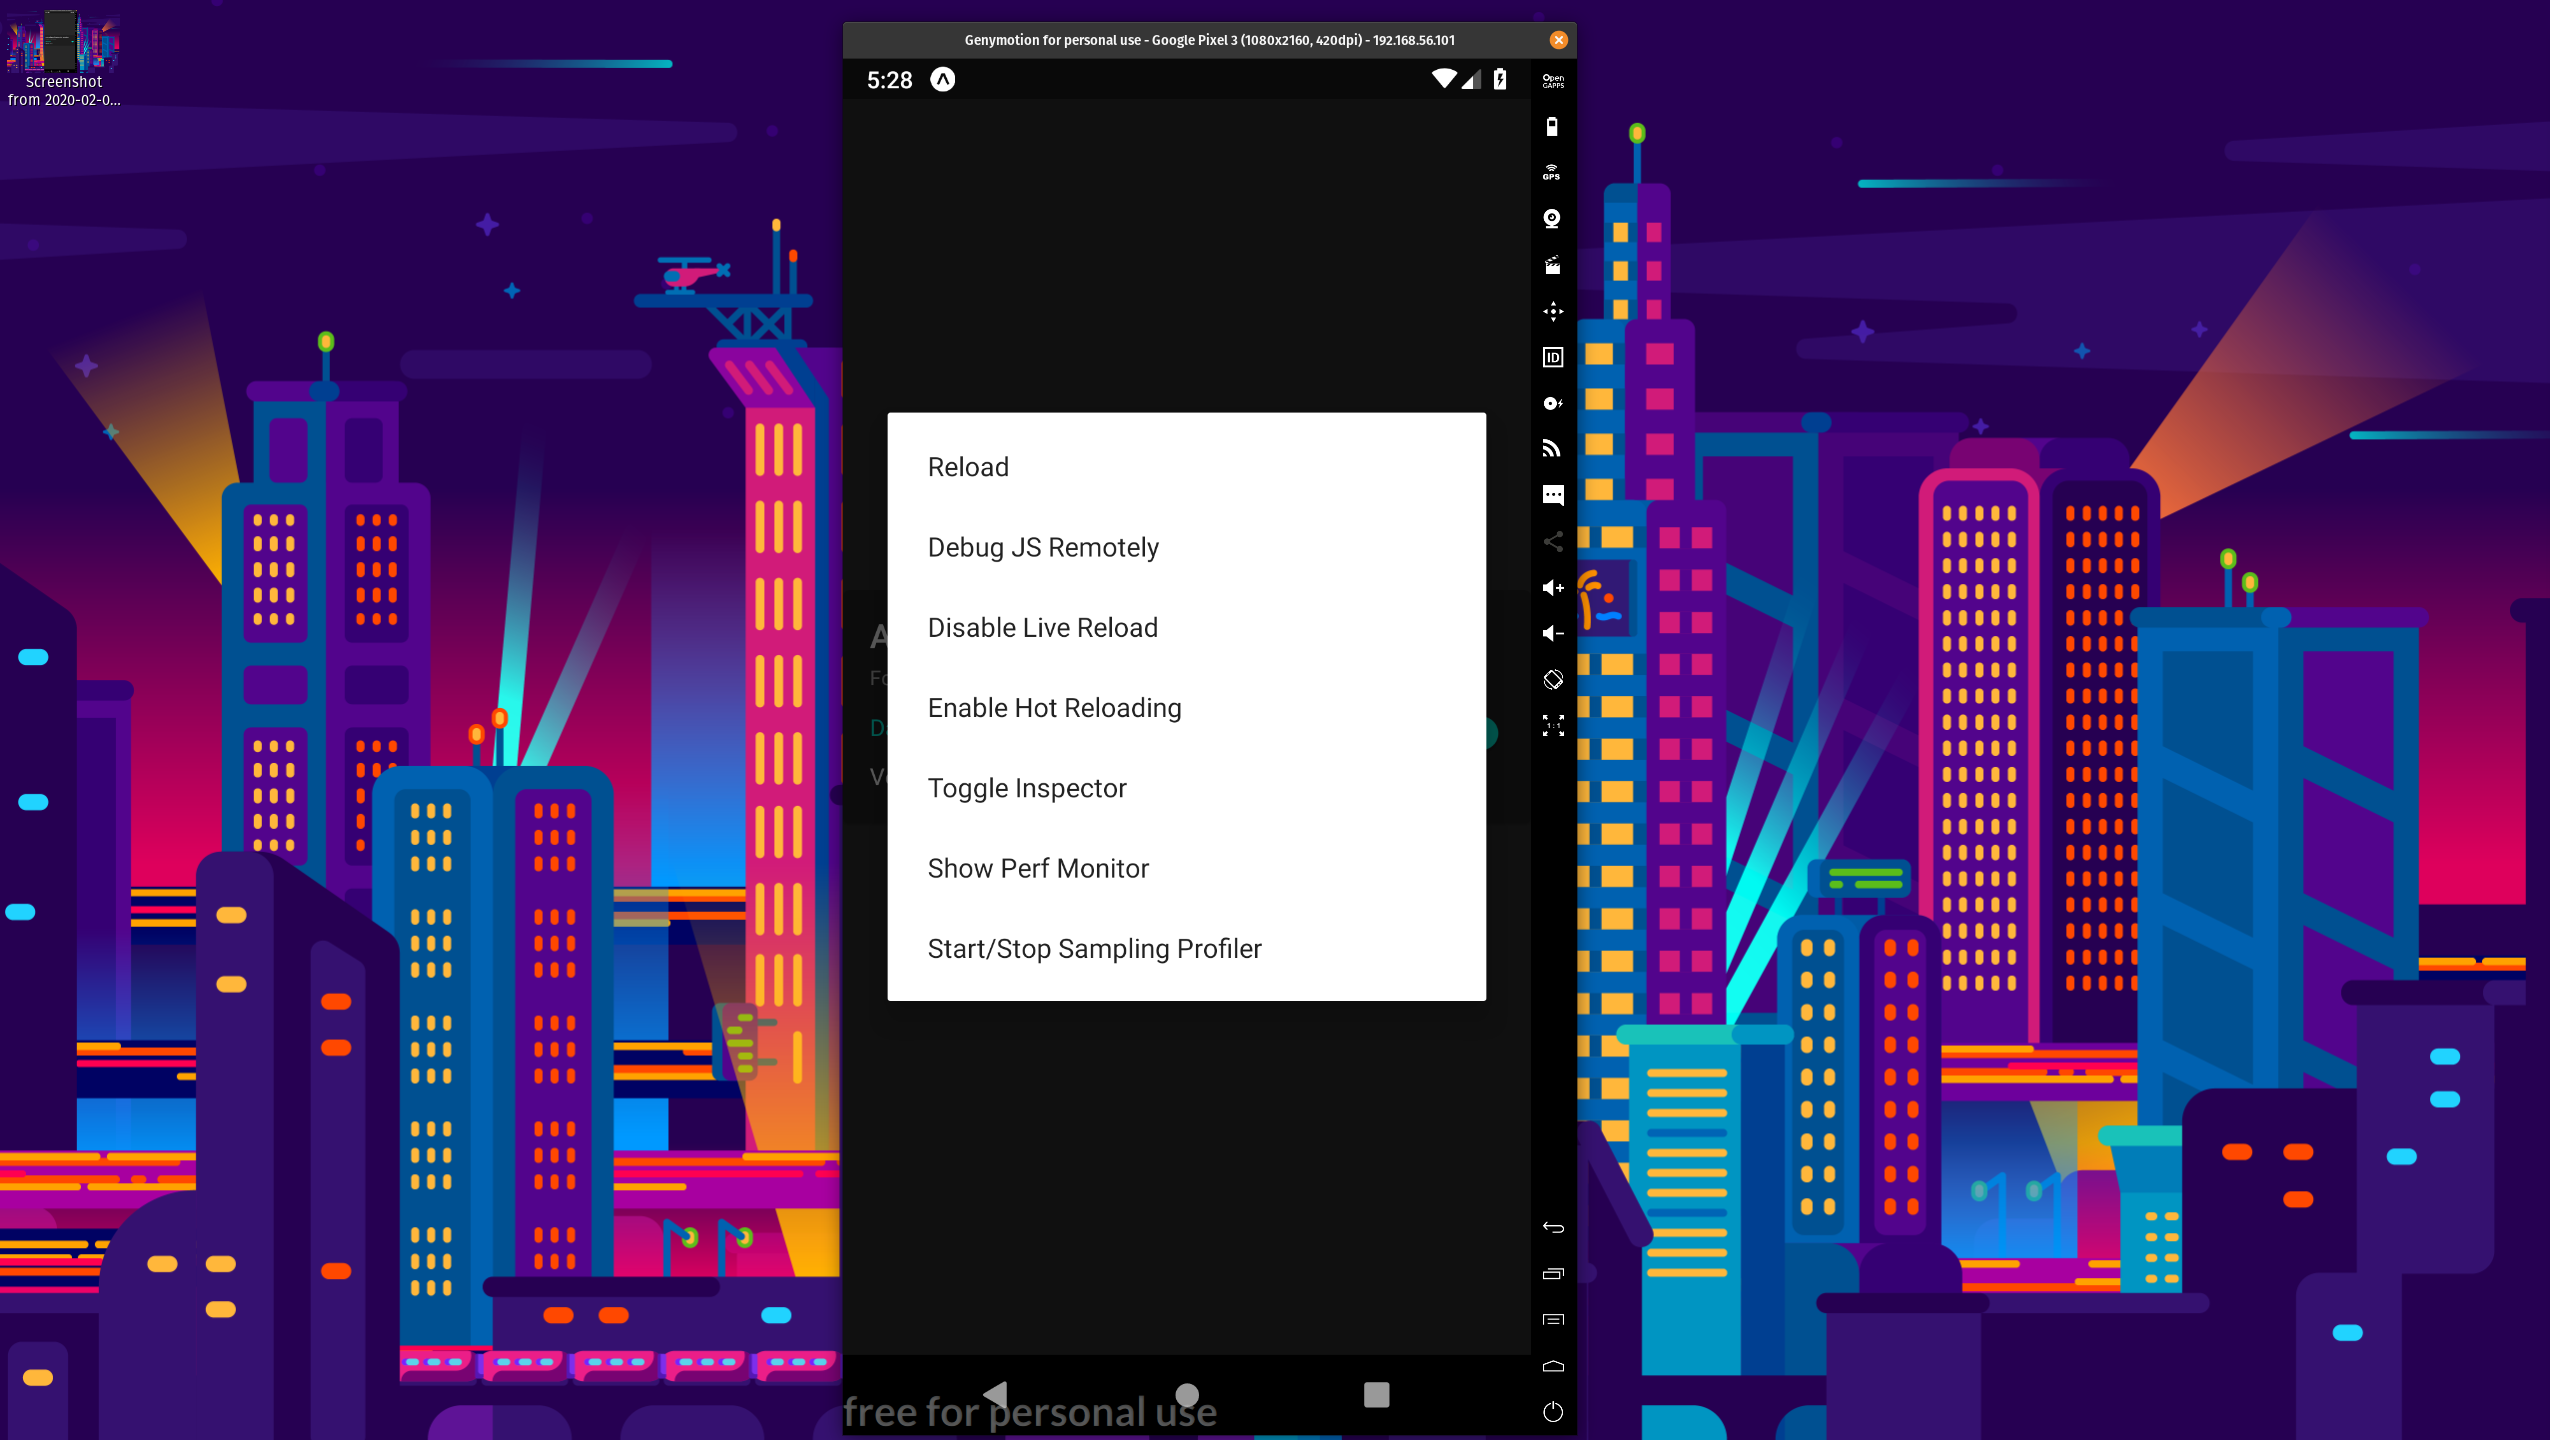 Screenshot
from 2020-02-0...
Genymotion for personal use - Google Pixel 3 (1080x2160, 420dpi) - 192.168.56.101
5:28
Open
GAPPS
GPS
ID
Reload
Debug JS Remotely
Disable Live Reload
Enable Hot Reloading
Toggle Inspector
Show Perf Monitor
Start/Stop Sampling Profiler
1:1
free for personal use